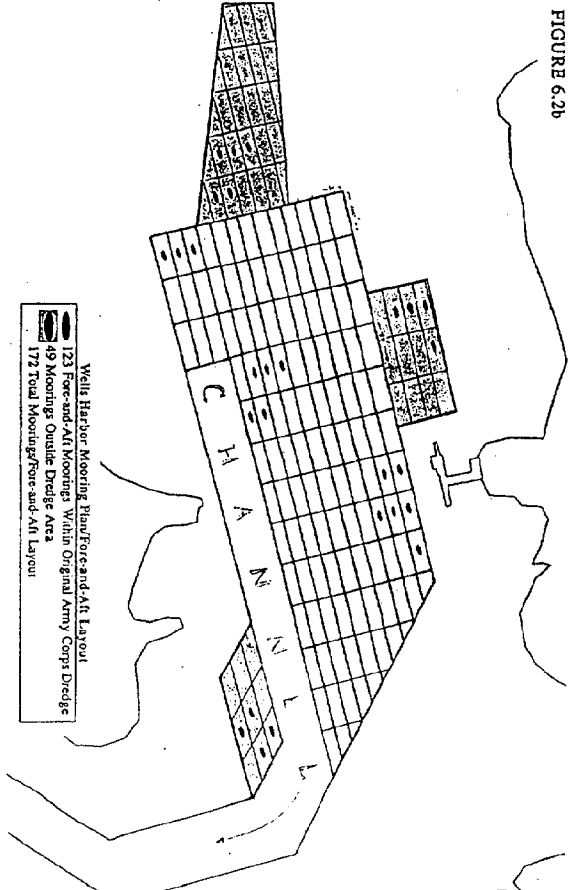 FIGURE 6.2b
CHANNLL
Wells Harbor Mooring Plan/Fore-and-Aft Layout
123 Fore-and-Aft Moorings Within Original Army Corps Dredge
49 Moorings Outside Dredge Area
172 Total Moorings/Fore-and-Aft Layout